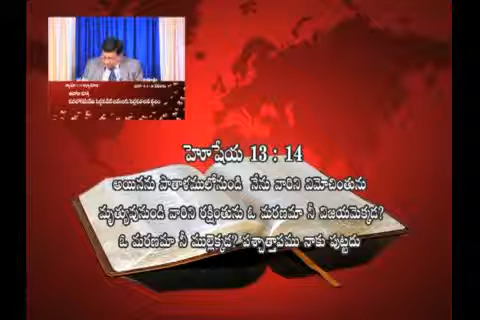 హెూషేయ 13 : 14
అయినను పాతాళములోనుండి నేను వారిని విమోచింతును
మృత్యువునుండి వారిని రక్షింతును ఓ మరణమా నీ విజయమెక్కడ?
ఓ మరణమా నీ ముల్లెక్కడ? పశ్చాత్తాపము నాకు పుట్టదు